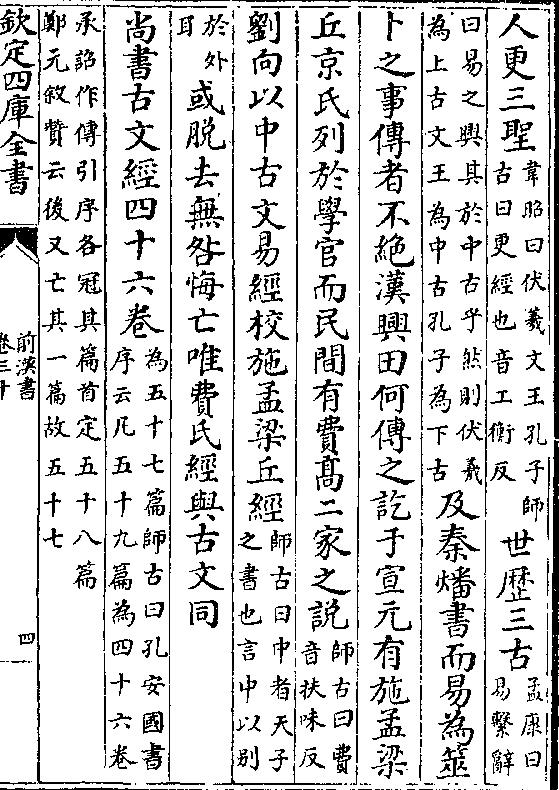 人更三聖韋昭曰伏羲文王孔子師古曰更經也音工衡反世歴三古孟康曰易繫辭
曰易之興其於中古乎然則伏羲為上古文王為中古孔子為下古及秦燔書而易為筮
卜之事傳者不絶漢興田何傳之訖于宣元有施孟梁
丘京氏列於學官而民間有費髙二家之説師古曰費音扶味反
劉向以中古文易經校施孟梁丘經師古曰中者天子之書也言中以别
於外耳或脱去無咎悔亡唯費氏經與古文同
尚書古文經四十六巻為五十七篇師古曰孔安國書序云凡五十九篇為四十六巻
承詔作傳引序各冠其篇首定五十八篇鄭元敘賛云後又亡其一篇故五十七
欽定四庫全書
前漢書
巻三十
四